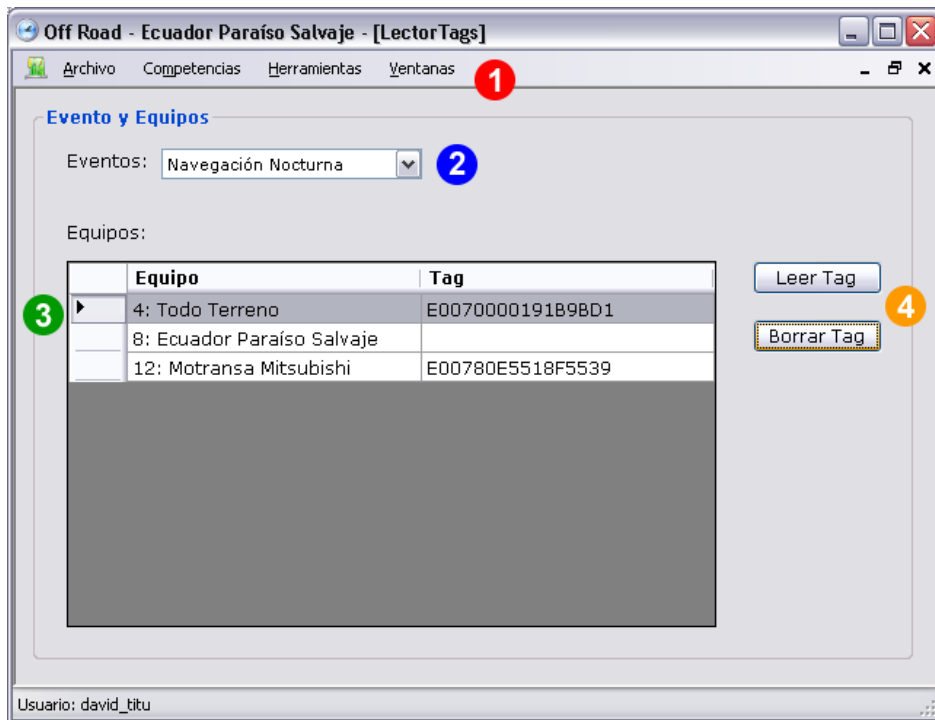 Off Road - Ecuador Paraíso Salvaje - [LectorTags]
Archivo Competencias Herramientas Ventanas
1
Evento y Equipos
Eventos: Navegación Nocturna
2
Equipos:
Equipo Tag
Leer Tag
3
4: Todo Terreno E0070000191B9BD1
4
8: Ecuador Paraíso Salvaje
Borrar Tag
12: Motransa Mitsubishi E00780E5518F5539
Usuario: david_titu